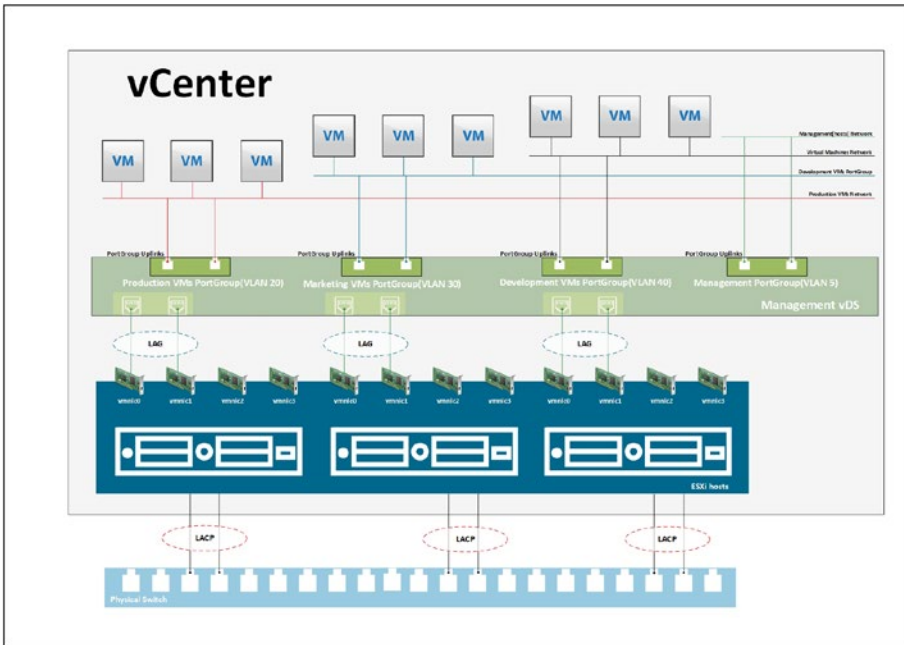 vCenter
VM VM VM
VM VM VM
VM VM VM
Management(hosts) Network
Virtual Machines Network
Development VMs PortGroup
Production VMs Network
PortGroup Uplinks PortGroup Uplinks PortGroup Uplinks PortGroup Uplinks
Production VMs PortGroup(VLAN 20) Marketing VMs PortGroup(VLAN 30) Development VMs PortGroup(VLAN 40) Management PortGroup(VLAN 5)
Management vDS
LAG LAG LAG
vmnic0 vmnic1 vmnic2 vmnic3 vmnic0 vmnic1 vmnic2 vmnic3 vmnic0 vmnic1 vmnic2 vmnic3
ESXi hosts
LACP LACP LACP
Physical Switch